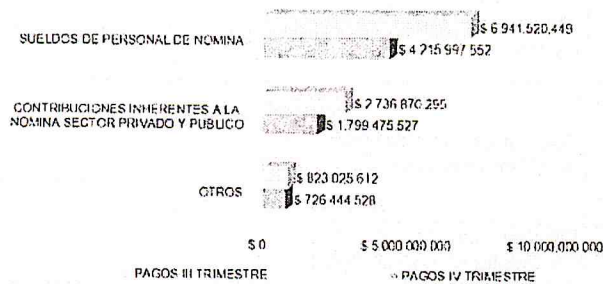 $ 6 941.520.449
SUELDOS DE PERSONAL DE NOMINA
$ 4 215 997 552
CONTRIBUCIONES INHERENTES A LA
$ 2 736 870.295
NOMINA SECTOR PRIVADO Y PUBLICO
$ 1.799 475.527
$ 823 025 612
OTROS
$ 726 444 528
$ 0
$ 5 000 000 000
$ 10,000,000 000
PAGOS III TRIMESTRE
PAGOS IV TRIMESTRE